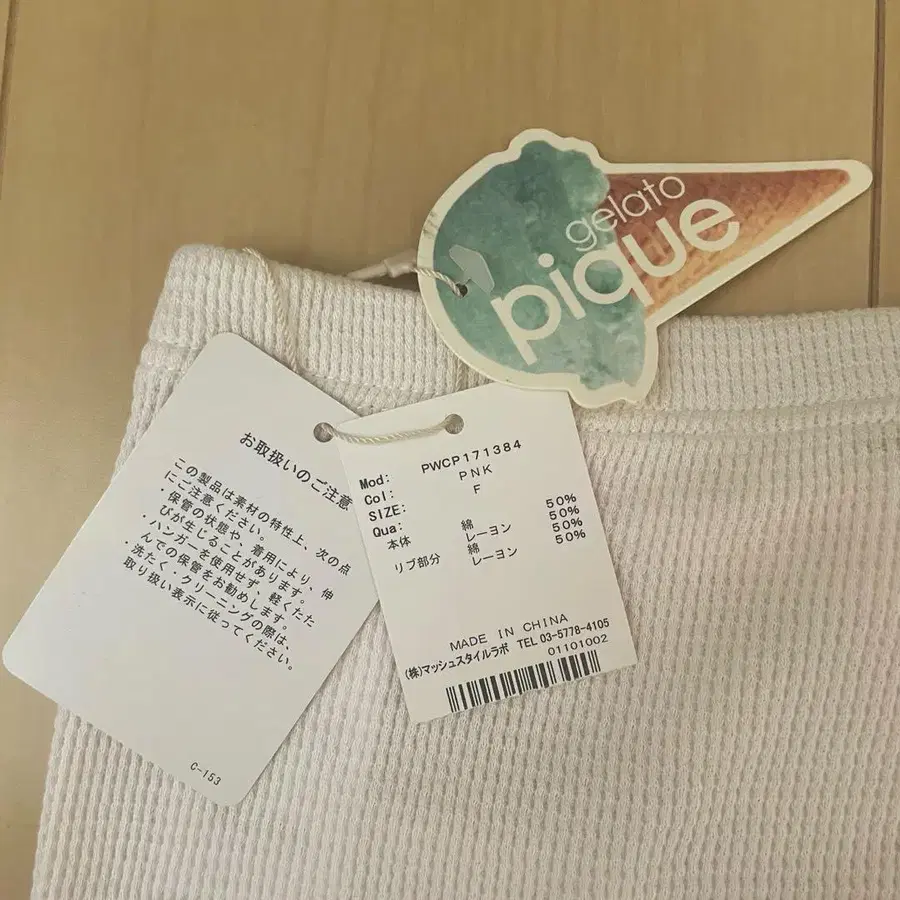 gelato
pique
お取扱いのご注意
この製品は素材の特性上、次の点
にご注意ください。
・保管の状態や、着用により、伸
びが生じることがあります。
・ハンガーを使用せず、軽くたた
んでの保管をお勧めします。
・洗たく・クリーニングの際は、
取り扱い表示に従ってください。
C-153
Mod: PWCP171384
Col: PNK
SIZE: F
Qua:
本体 綿 50%
レーヨン 50%
リブ部分 綿 50%
レーヨン 50%
MADE IN CHINA
(株)マッシュスタイルラボ TEL 03-5778-4105
01101002